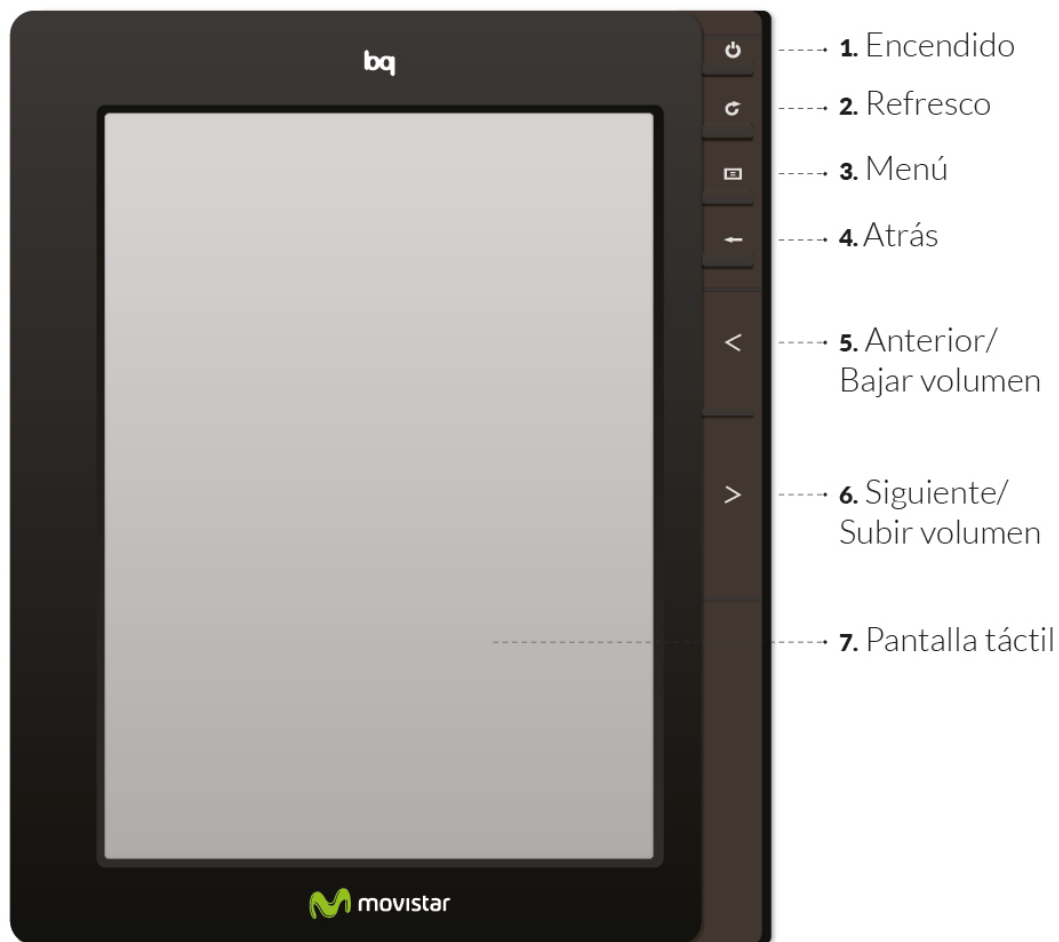 bq
1. Encendido
2. Refresco
3. Menú
4. Atrás
5. Anterior/
Bajar volumen
6. Siguiente/
Subir volumen
7. Pantalla táctil
movistar